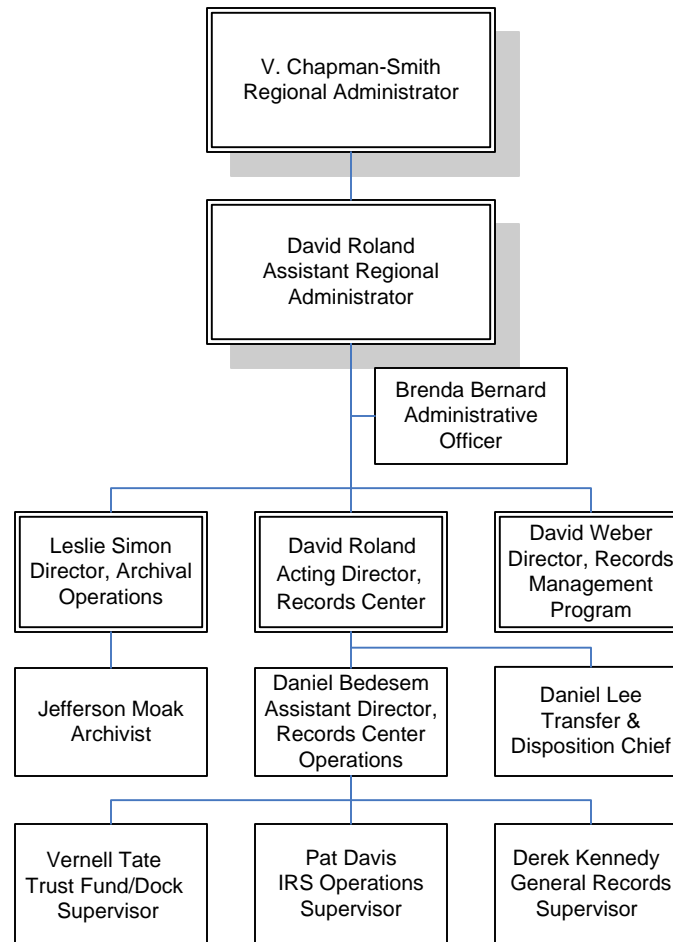 V. Chapman-Smith
Regional Administrator
David Roland
Assistant Regional
Administrator
Brenda Bernard
Administrative
Officer
Leslie Simon
Director, Archival
Operations
David Roland
Acting Director,
Records Center
David Weber
Director, Records
Management
Program
Jefferson Moak
Archivist
Daniel Bedesem
Assistant Director,
Records Center
Operations
Daniel Lee
Transfer &
Disposition Chief
Vernell Tate
Trust Fund/Dock
Supervisor
Pat Davis
IRS Operations
Supervisor
Derek Kennedy
General Records
Supervisor